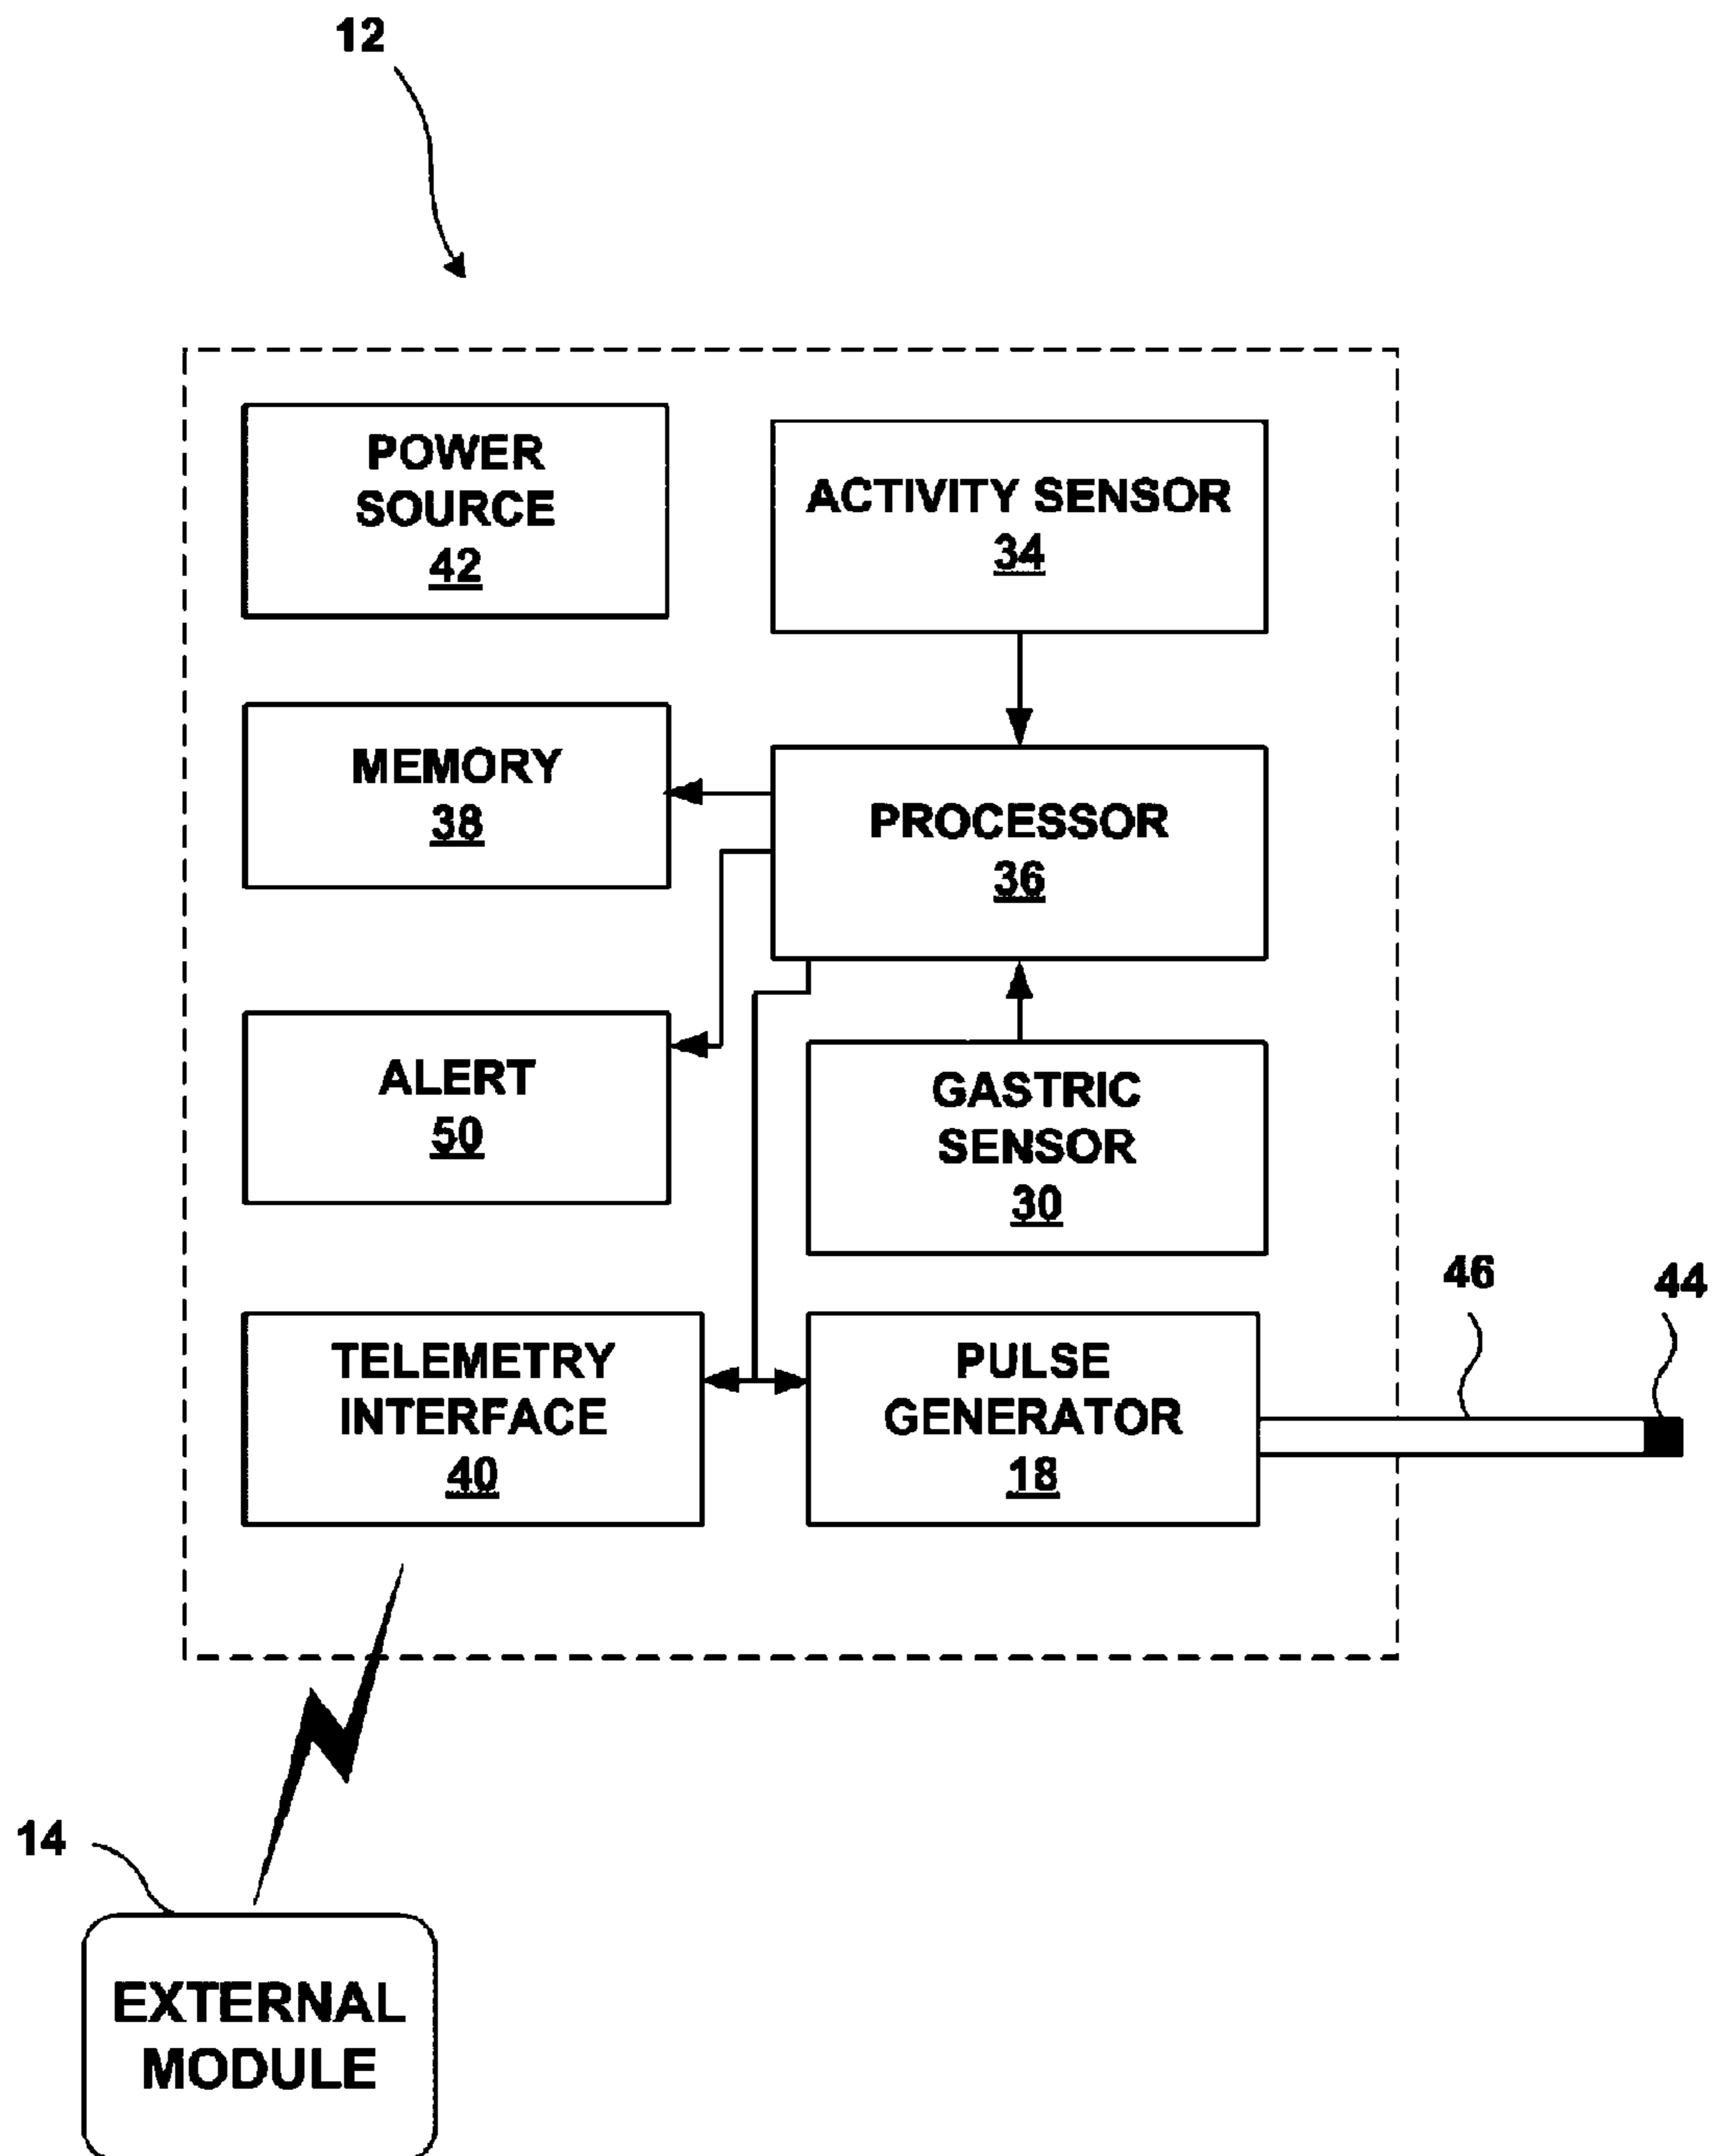 12
POWER
SOURCE
42
ACTIVITY SENSOR
34
MEMORY
38
PROCESSOR
36
ALERT
50
GASTRIC
SENSOR
30
46
44
TELEMETRY
INTERFACE
40
PULSE
GENERATOR
18
14
EXTERNAL
MODULE